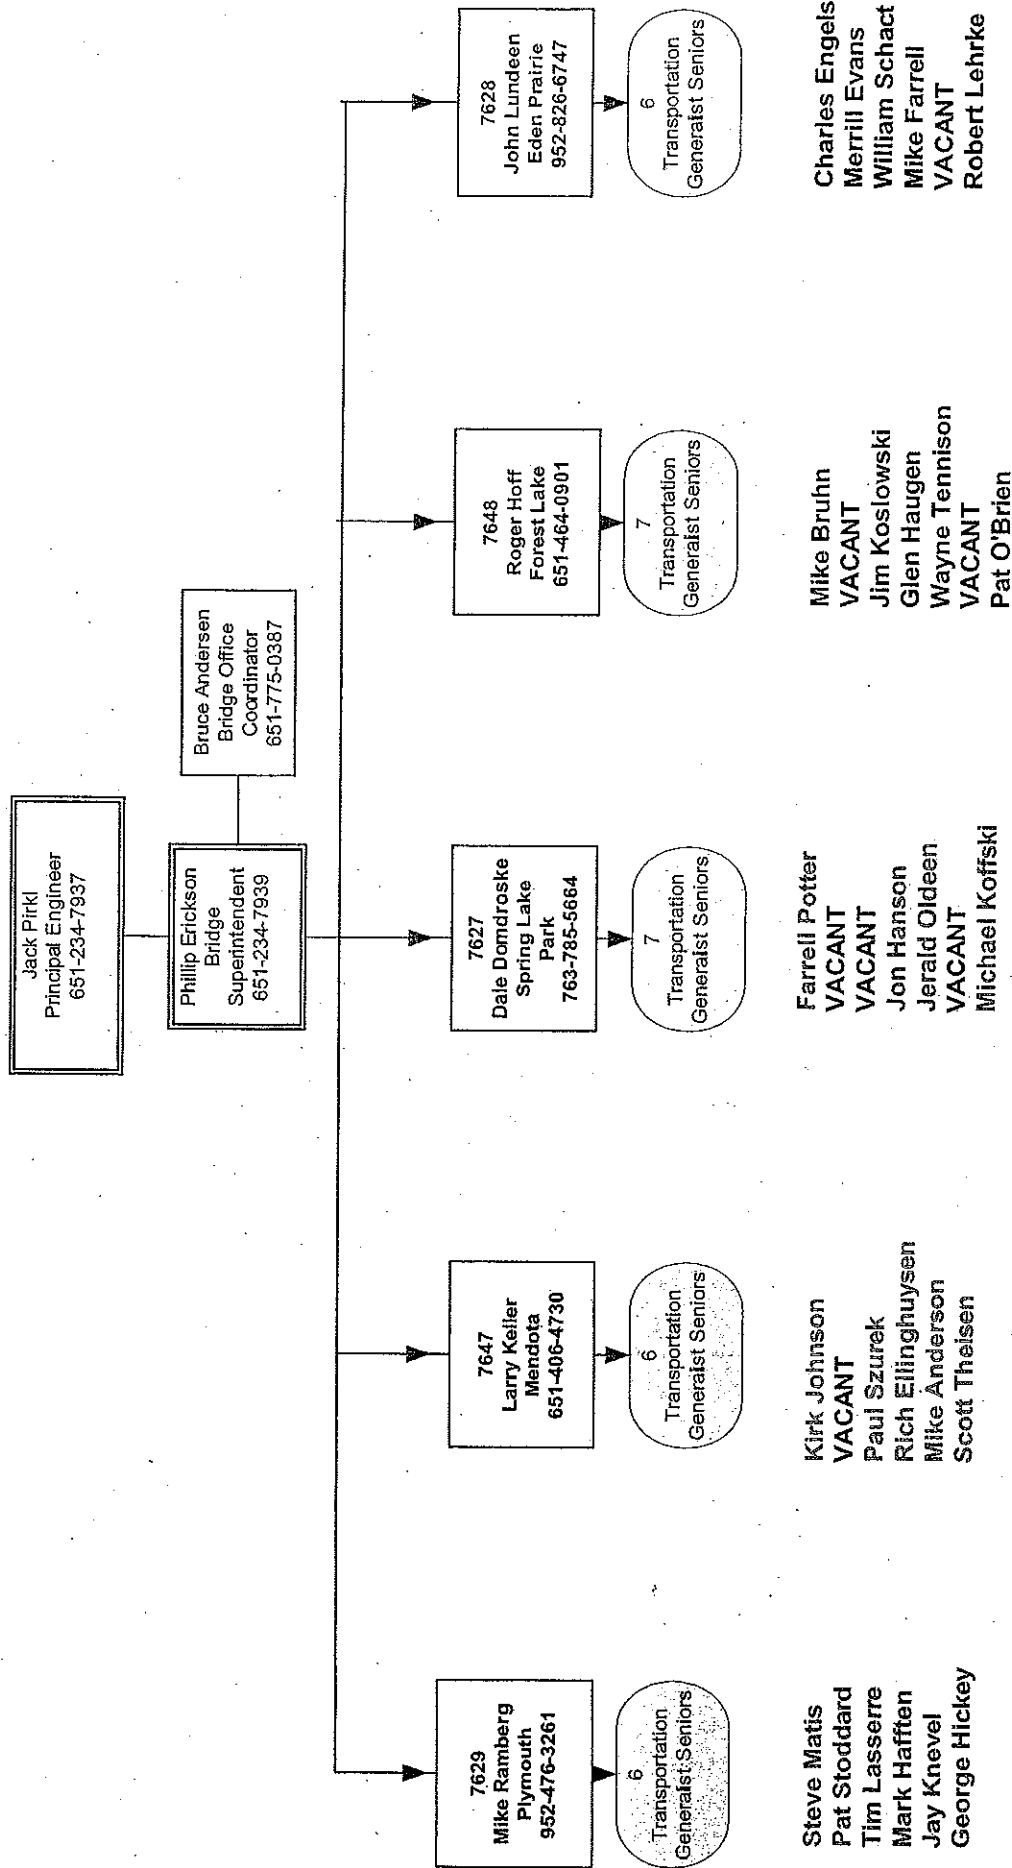 Jack Pirkl
Principal Engineer
651-234-7937
Phillip Erickson
Bridge
Superintendent
651-234-7939
Bruce Andersen
Bridge Office
Coordinator
651-775-0387
7629
Mike Ramberg
Plymouth
952-476-3261
6
Transportation
Generalist Seniors
Steve Matis
Pat Stoddard
Tim Lasserre
Mark Hafften
Jay Knevel
George Hickey
7647
Larry Keller
Mendota
651-406-4730
6
Transportation
Generalist Seniors
Kirk Johnson
VACANT
Paul Szurek
Rich Ellinghuysen
Mike Anderson
Scott Theisen
7627
Dale Domdroske
Spring Lake
Park
763-785-5664
7
Transportation
Generalist Seniors
Farrell Potter
VACANT
VACANT
Jon Hanson
Jerald Oldeen
VACANT
Michael Koffski
7648
Roger Hoff
Forest Lake
651-464-0901
7
Transportation
Generalist Seniors
Mike Bruhn
VACANT
Jim Koslowski
Glen Haugen
Wayne Tennison
VACANT
Pat O'Brien
7628
John Lundeen
Eden Prairie
952-826-6747
6
Transportation
Generalist Seniors
Charles Engels
Merrill Evans
William Schact
Mike Farrell
VACANT
Robert Lehrke